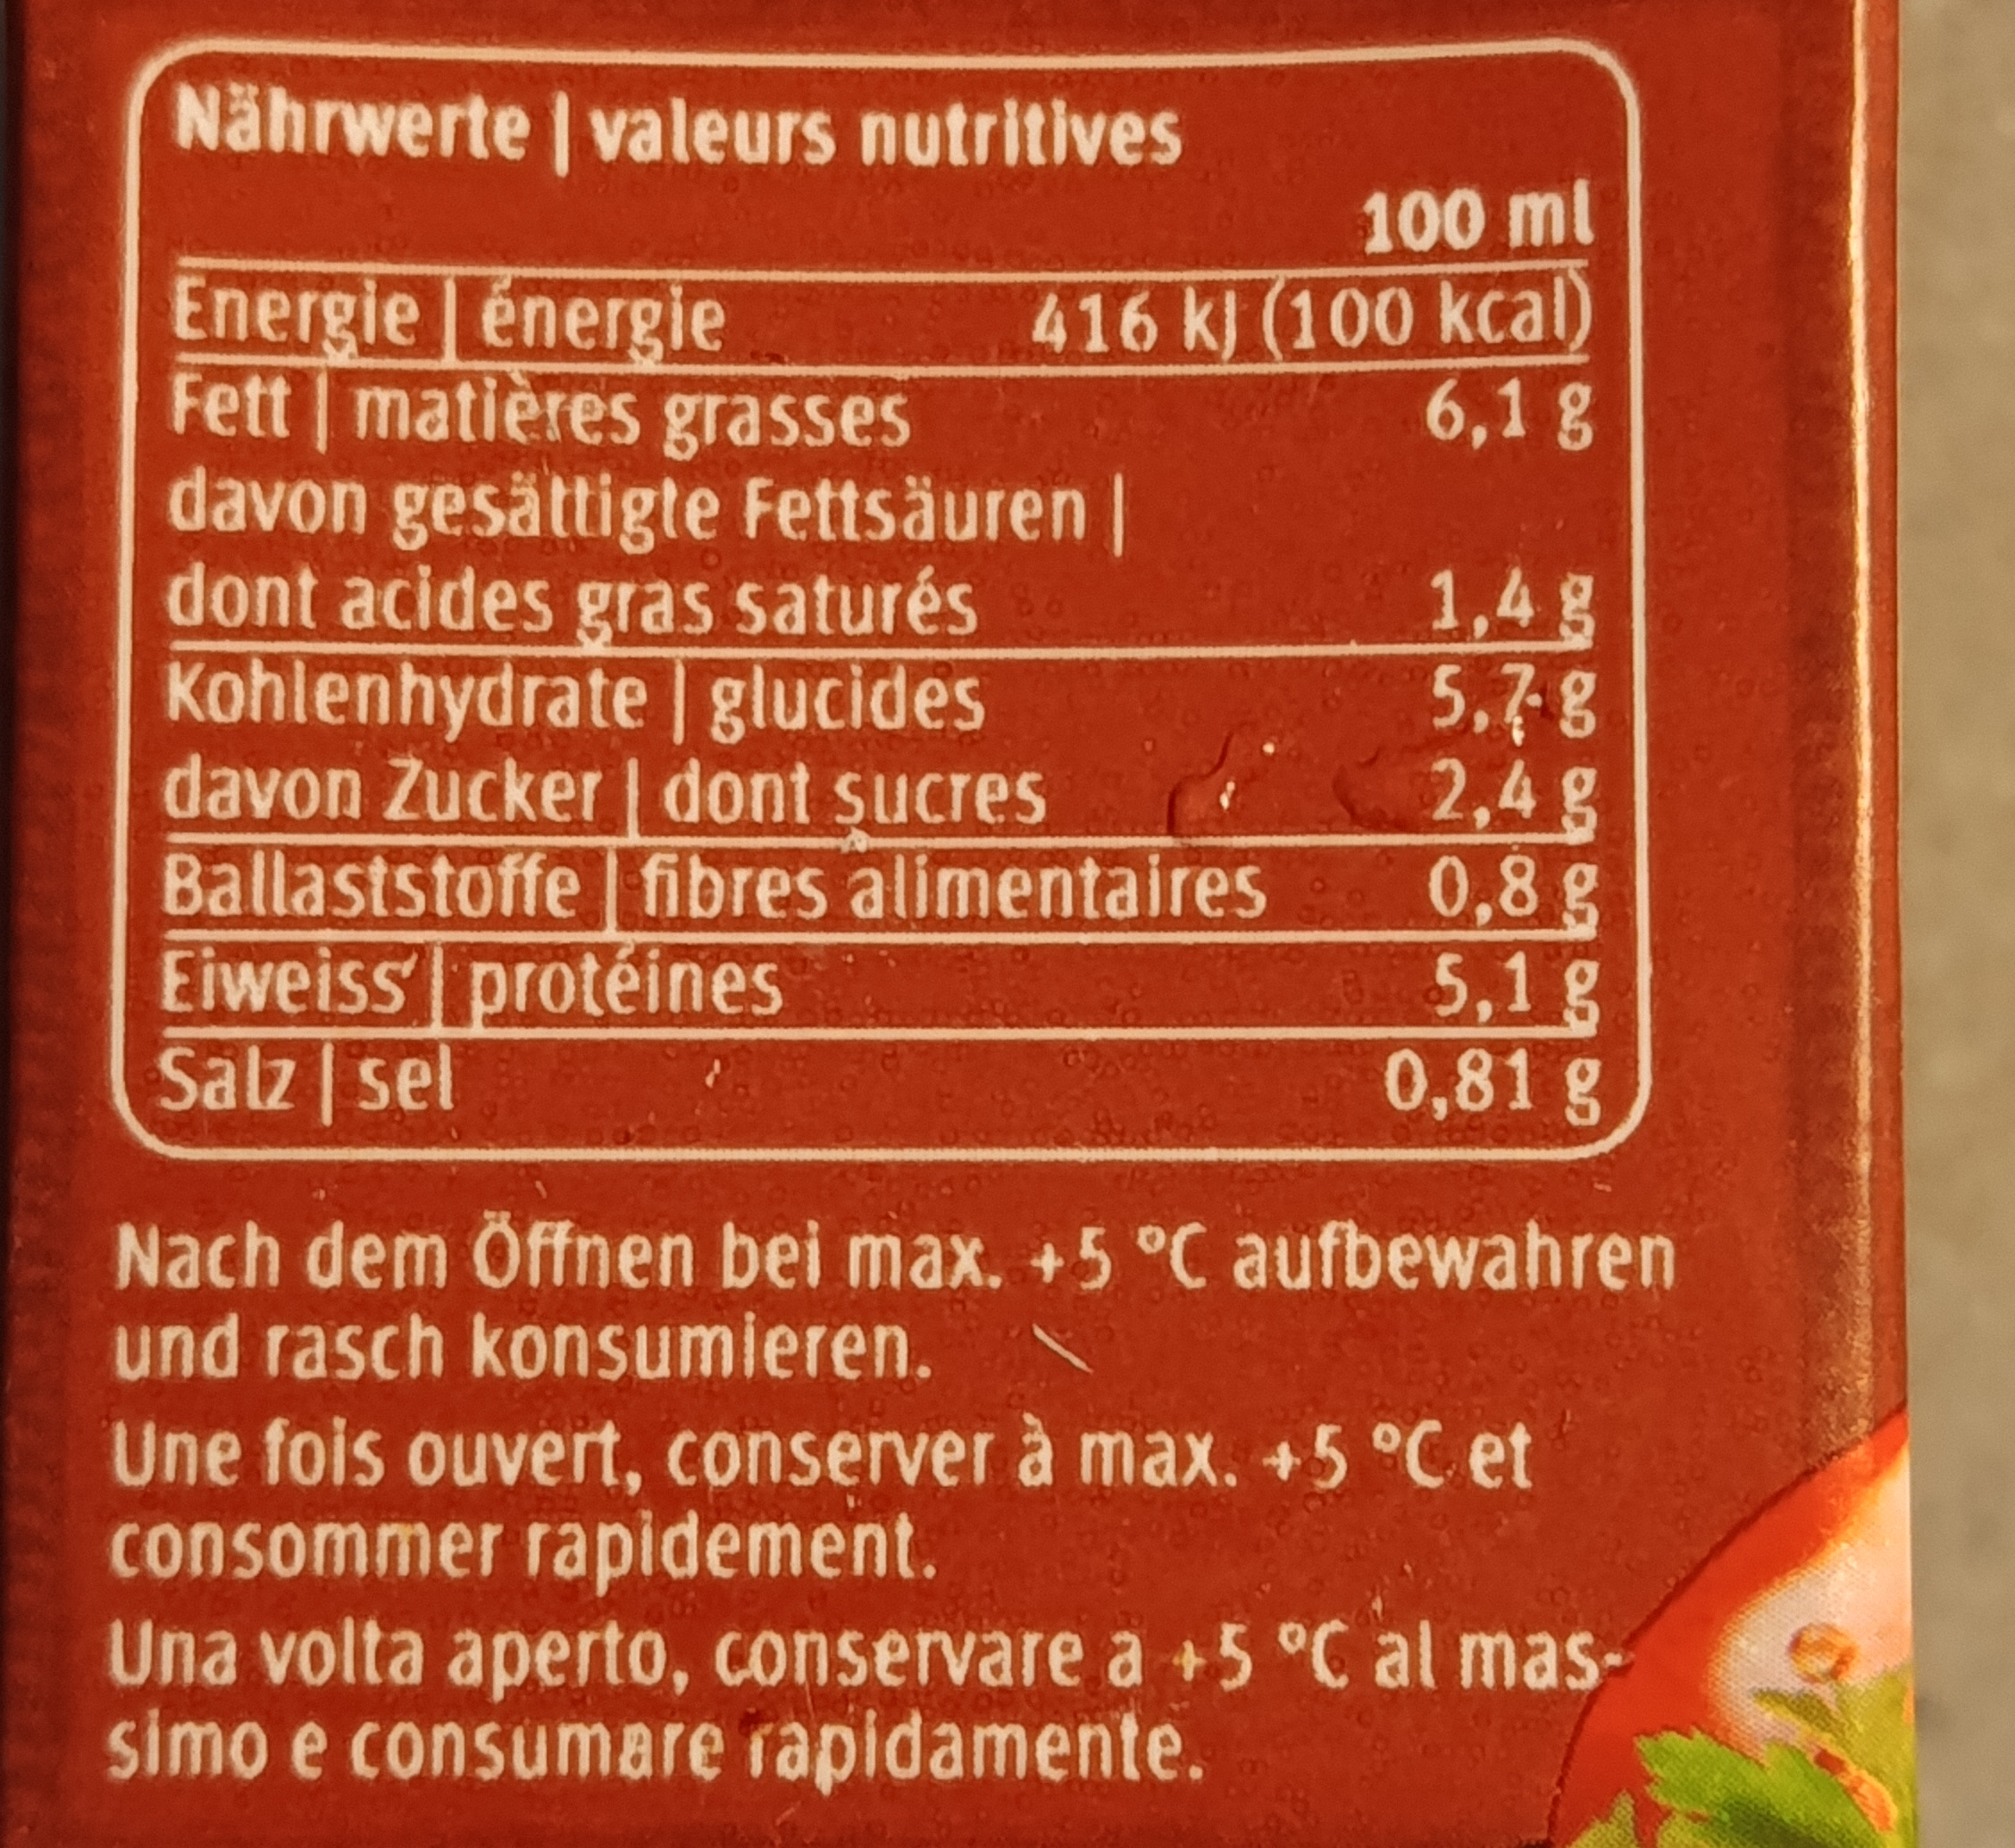 Nährwerte | valeurs nutritives
100 ml
Energie | énergie 416 kJ (100 kcal)
Fett | matières grasses 6,1 g
davon gesättigte Fettsäuren |
dont acides gras saturés 1,4 g
Kohlenhydrate | glucides 5,7 g
davon Zucker | dont sucres 2,4 g
Ballaststoffe | fibres alimentaires 0,8 g
Eiweiss | protéines 5,1 g
Salz | sel 0,81 g
Nach dem Öffnen bei max. +5 °C aufbewahren
und rasch konsumieren.
Une fois ouvert, conserver à max. +5 °C et
consommer rapidement.
Una volta aperto, conservare a +5 °C al mas-
simo e consumare rapidamente.